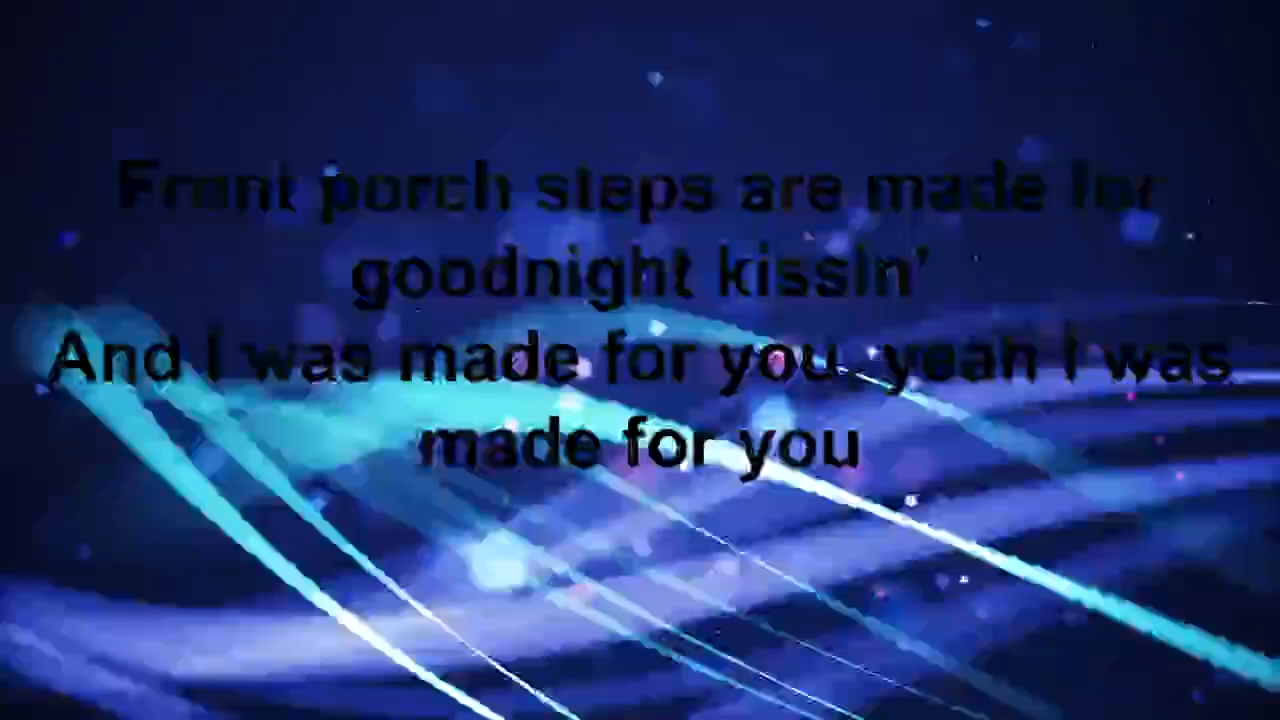 Front porch steps are made for
goodnight kissin'
And I was made for you, yeah I was
made for you